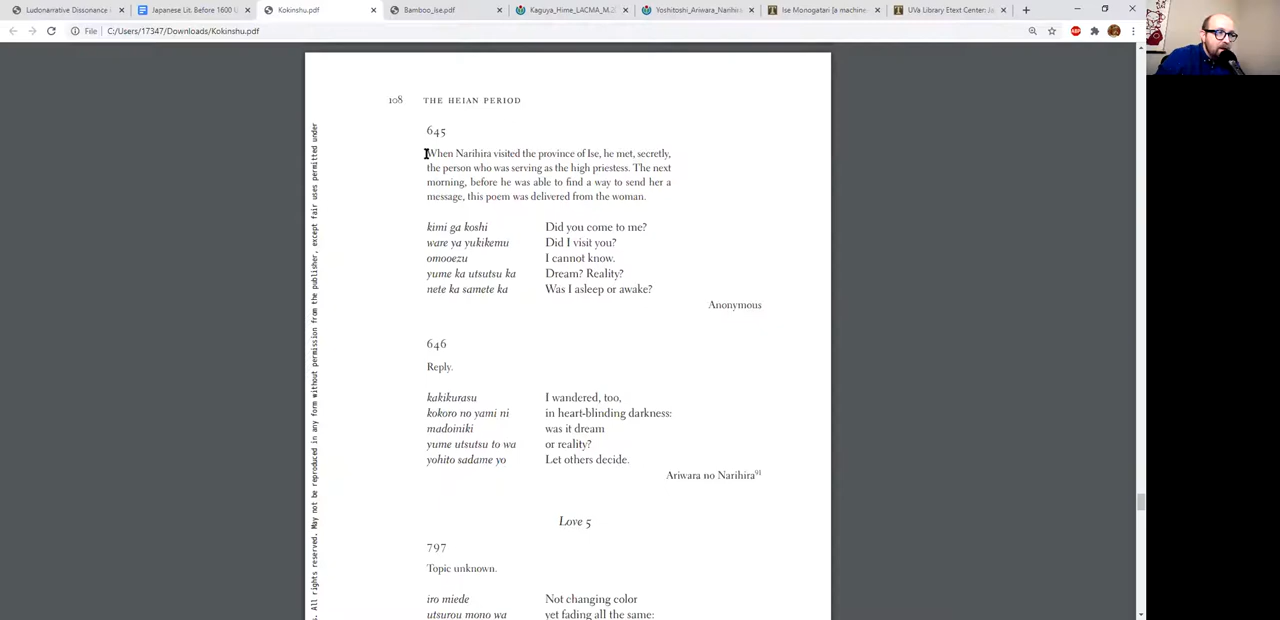 Ludonarrative Dissonance
Japanese Lit. Before 1600
Kokinshu.pdf
Bamboo_ise.pdf
Kaguya_Hime_LACMA_M.2
Yoshitoshi_Ariwara_Narihi
Ise Monogatari [a machine
UVa Library Etext Center: Ja
File | C:/Users/17347/Downloads/Kokinshu.pdf
ABP
108 THE HEIAN PERIOD
645
When Narihira visited the province of Ise, he met, secretly,
the person who was serving as the high priestess. The next
morning, before he was able to find a way to send her a
message, this poem was delivered from the woman.
kimi ga koshi Did you come to me?
ware ya yukikemu Did I visit you?
omooezu I cannot know.
yume ka utsutsu ka Dream? Reality?
nete ka samete ka Was I asleep or awake?
Anonymous
646
Reply.
kakikurasu I wandered, too,
kokoro no yami ni in heart-blinding darkness:
madoiniki was it dream
yume utsutsu to wa or reality?
yohito sadame yo Let others decide.
Ariwara no Narihira91
Love 5
797
Topic unknown.
iro miede Not changing color
utsurou mono wa yet fading all the same:
. All rights reserved. May not be reproduced in any form without permission from the publisher, except fair uses permitted under